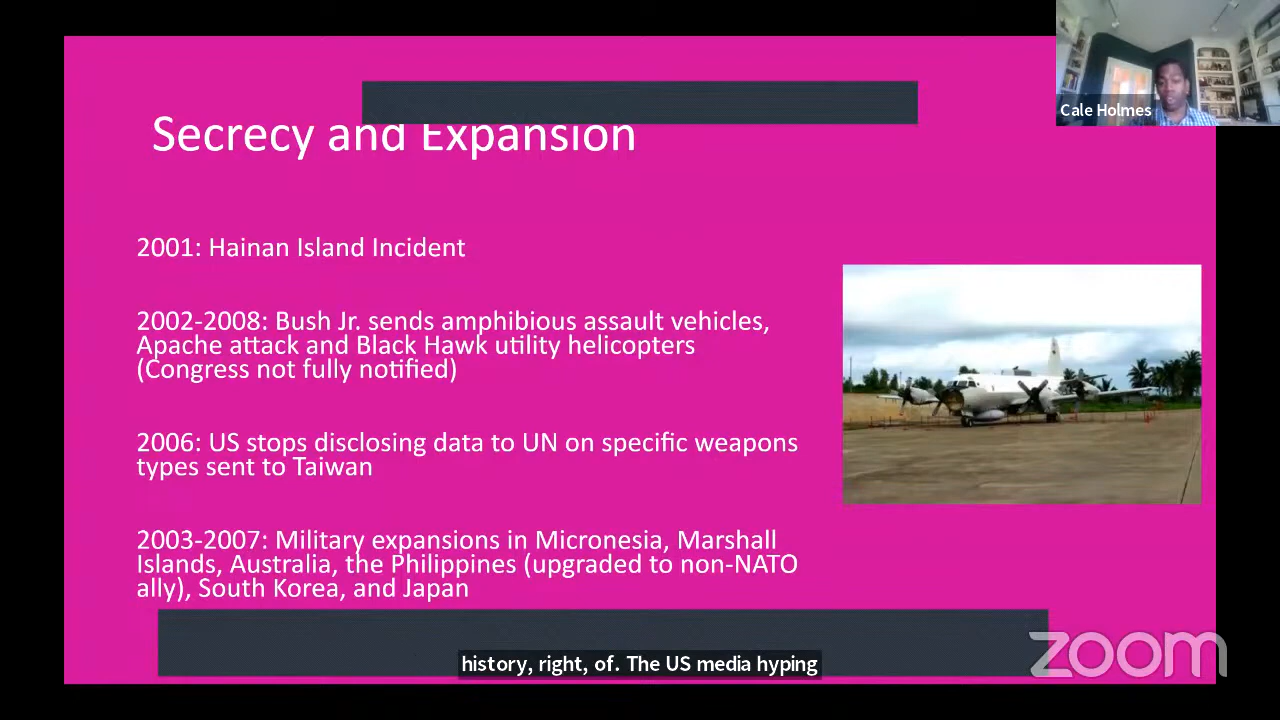 Cale Holmes
Secrecy and Expansion
2001: Hainan Island Incident
2002-2008: Bush Jr. sends amphibious assault vehicles,
Apache attack and Black Hawk utility helicopters
(Congress not fully notified)
2006: US stops disclosing data to UN on specific weapons
types sent to Taiwan
2003-2007: Military expansions in Micronesia, Marshall
Islands, Australia, the Philippines (upgraded to non-NATO
ally), South Korea, and Japan
history, right, of. The US media hyping
zoom